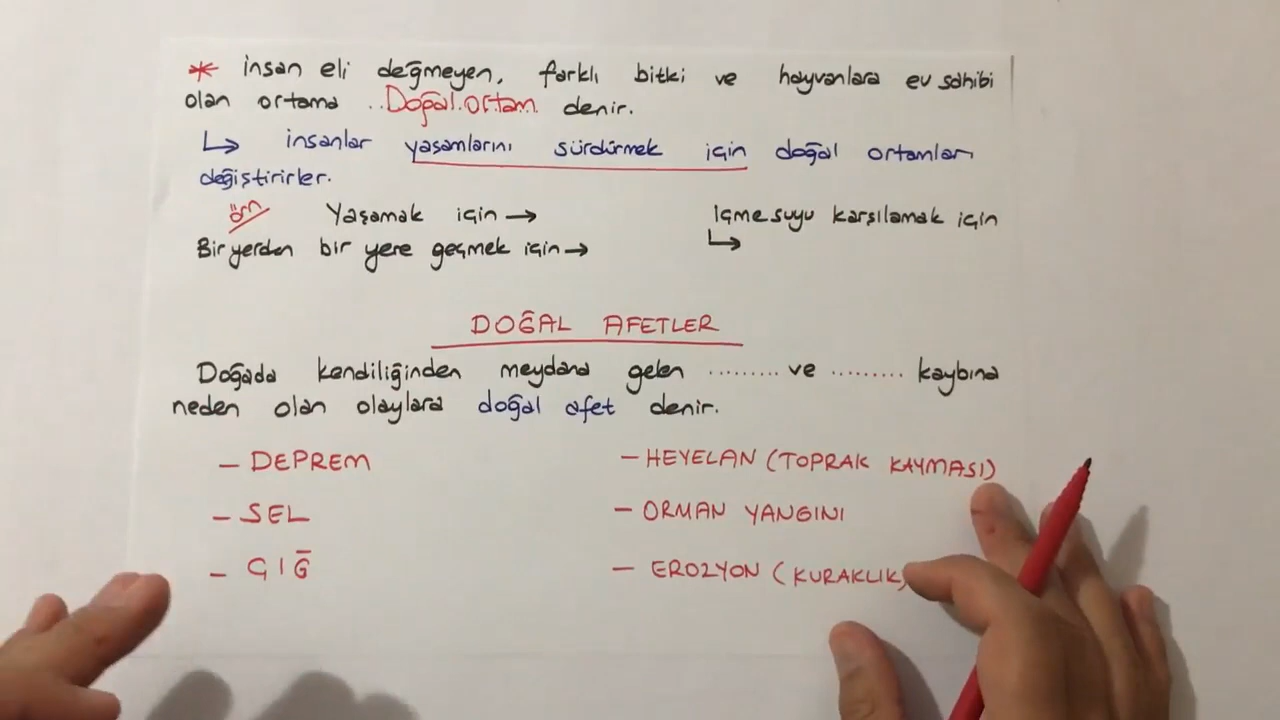 * insan eli değmeyen, farklı bitki ve hayvanlara ev sahibi
olan ortama ..Doğal.ortam.. denir.
↳ insanlar yaşamlarını sürdürmek için doğal ortamları
değiştirirler.
örn Yaşamak için → İçme suyu karşılamak için
↳
Bir yerden bir yere geçmek için →
DOĞAL AFETLER
Doğada kendiliğinden meydana gelen ......... ve ......... kaybına
neden olan olaylara doğal afet denir.
- DEPREM
- HEYELAN (TOPRAK KAYMASI)
- SEL
- ORMAN YANGINI
- ÇIĞ
- EROZYON (KURAKLIK)